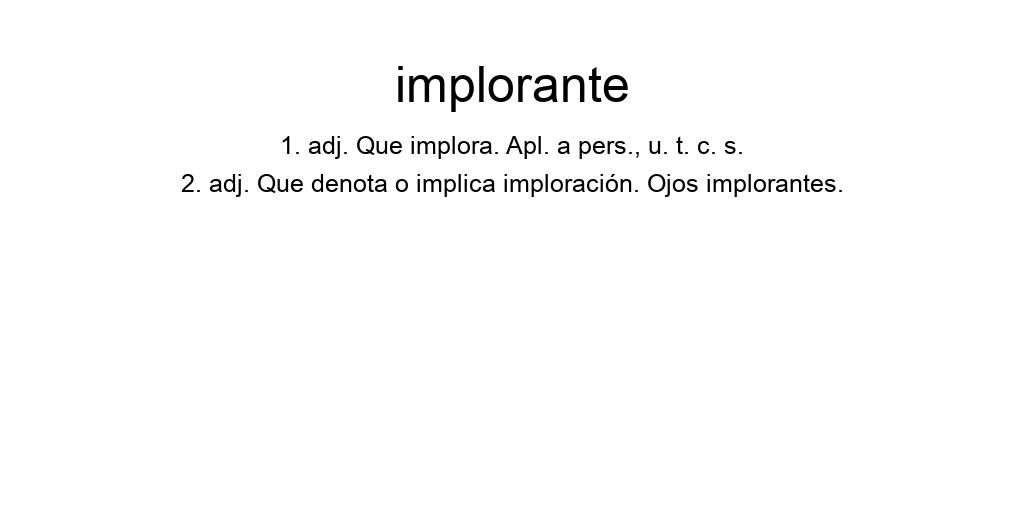 implorante
1. adj. Que implora. Apl. a pers., u. t. c. s.
2. adj. Que denota o implica imploración. Ojos implorantes.